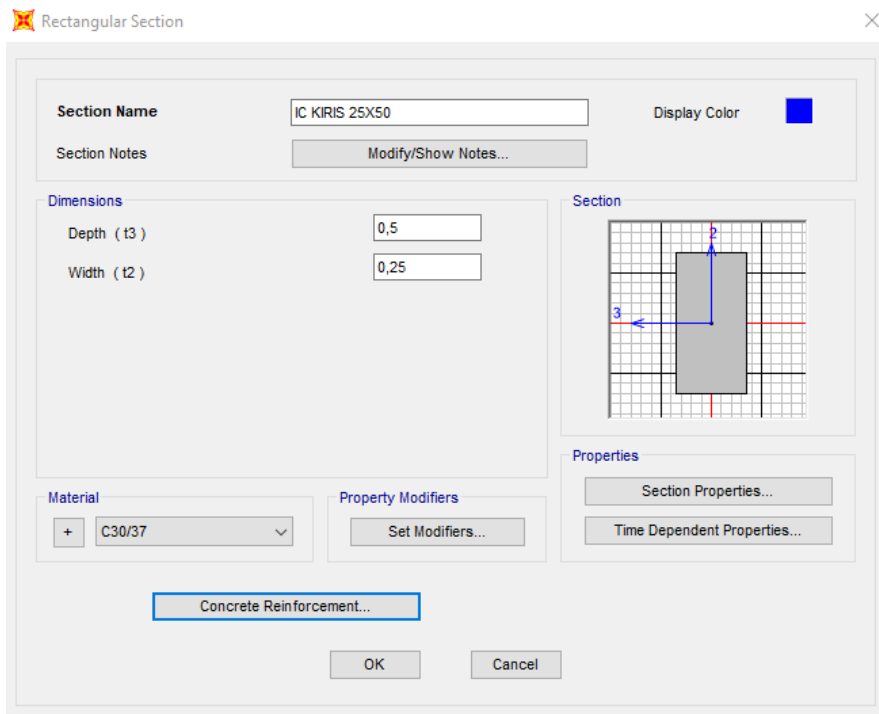 Rectangular Section
Section Name
IC KIRIS 25X50
Display Color
Section Notes
Modify/Show Notes...
Dimensions
Depth ( t3 )
0,5
Width ( t2 )
0,25
Section
2
3
Properties
Section Properties...
Time Dependent Properties...
Material
+
C30/37
Property Modifiers
Set Modifiers...
Concrete Reinforcement...
OK
Cancel